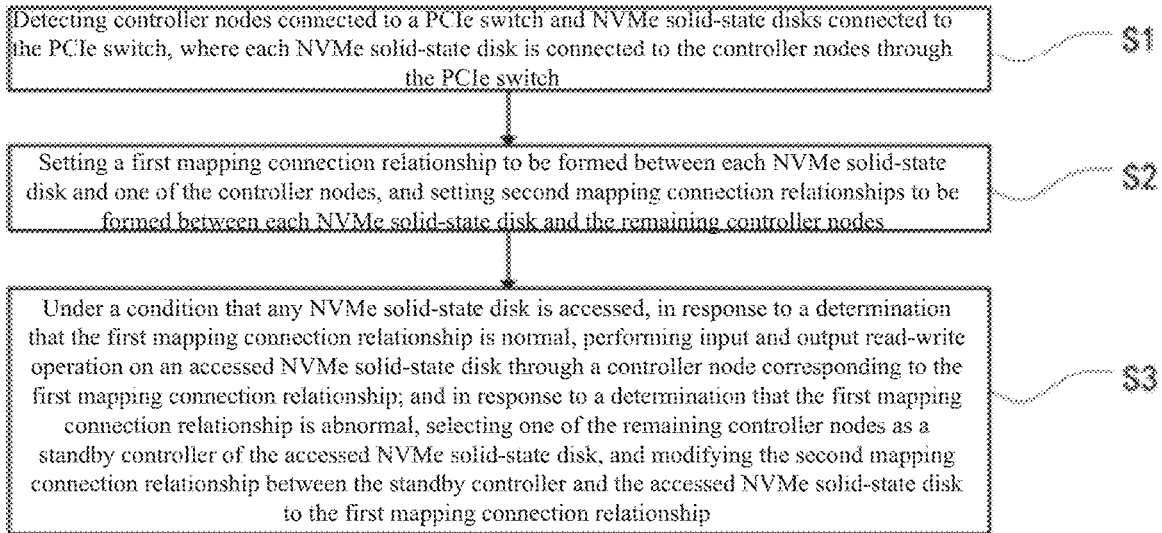 Detecting controller nodes connected to a PCIe switch and NVMe solid-state disks connected to
the PCIe switch, where each NVMe solid-state disk is connected to the controller nodes through
the PCIe switch
S1
Setting a first mapping connection relationship to be formed between each NVMe solid-state
disk and one of the controller nodes, and setting second mapping connection relationships to be
formed between each NVMe solid-state disk and the remaining controller nodes
S2
Under a condition that any NVMe solid-state disk is accessed, in response to a determination
that the first mapping connection relationship is normal, performing input and output read-write
operation on an accessed NVMe solid-state disk through a controller node corresponding to the
first mapping connection relationship; and in response to a determination that the first mapping
connection relationship is abnormal, selecting one of the remaining controller nodes as a
standby controller of the accessed NVMe solid-state disk, and modifying the second mapping
connection relationship between the standby controller and the accessed NVMe solid-state disk
to the first mapping connection relationship
S3